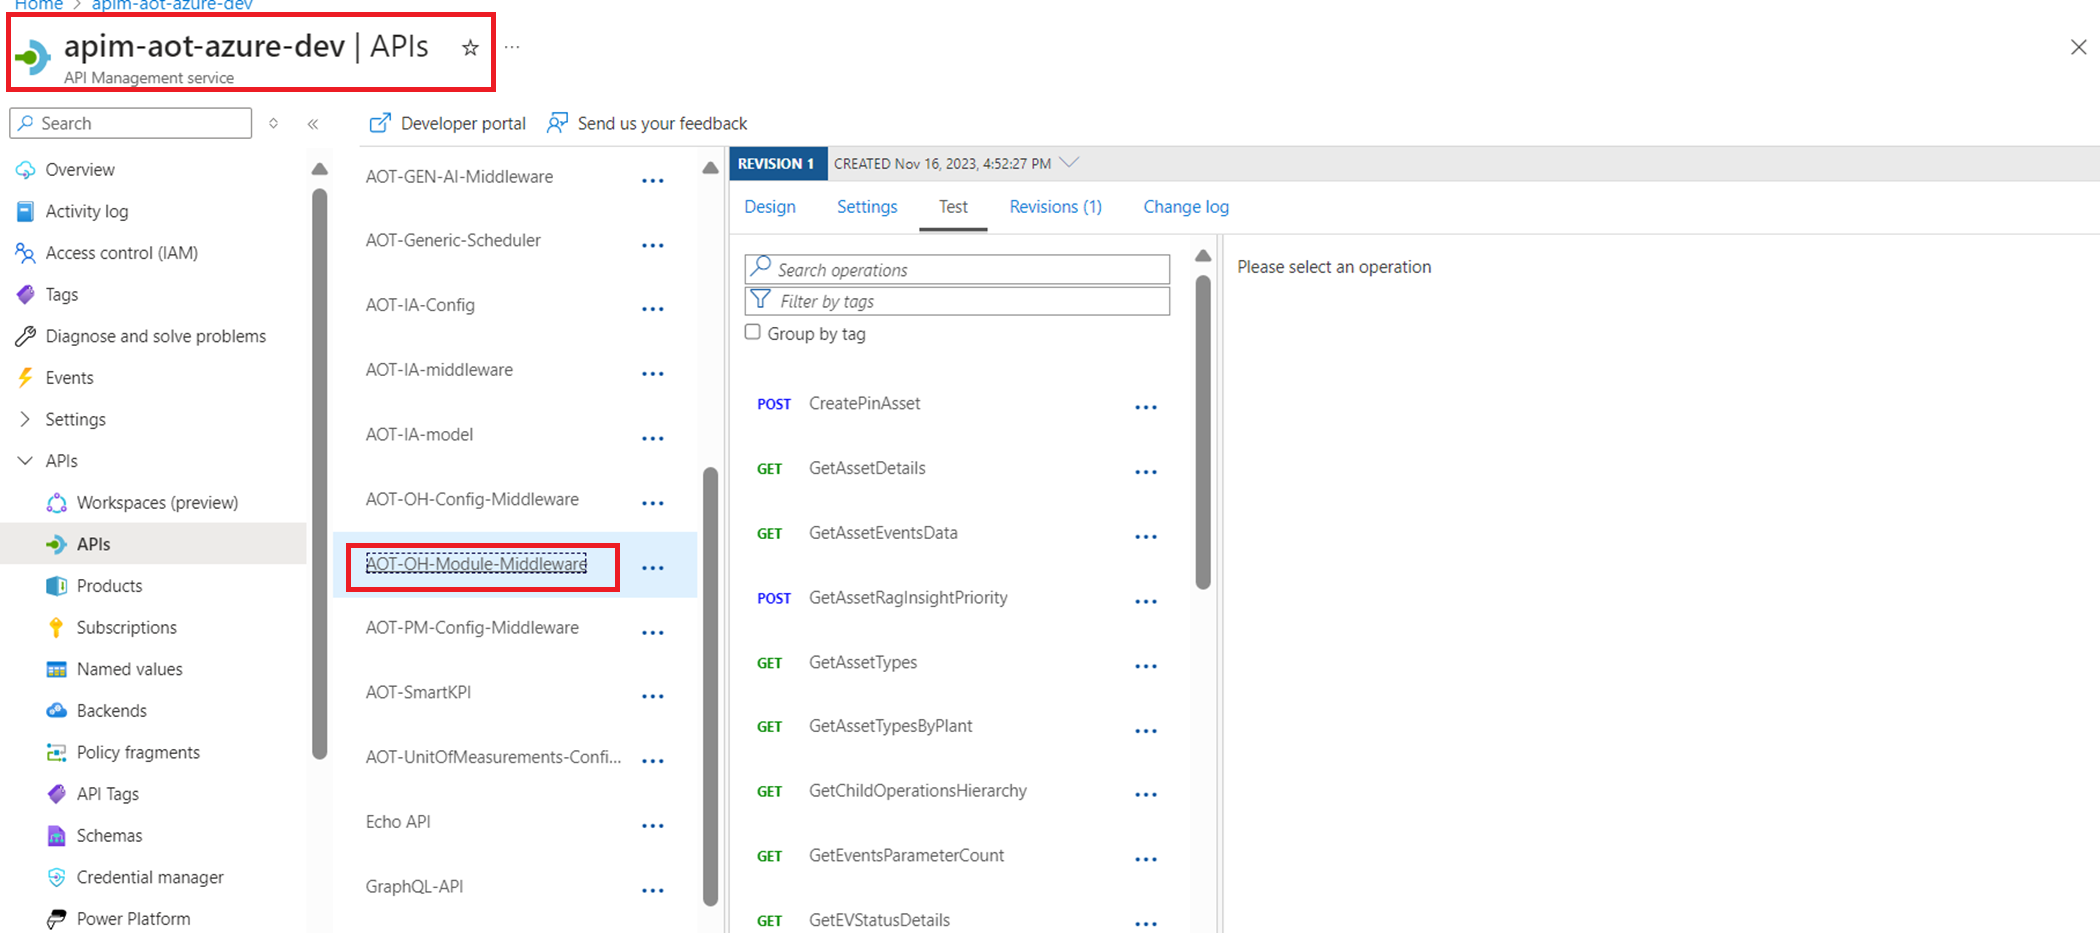 Home > apim-aot-azure-dev
apim-aot-azure-dev | APIs
API Management service
Search
Overview
Activity log
Access control (IAM)
Tags
Diagnose and solve problems
Events
Settings
APIs
Workspaces (preview)
APIs
Products
Subscriptions
Named values
Backends
Policy fragments
API Tags
Schemas
Credential manager
Power Platform
Developer portal
Send us your feedback
AOT-GEN-AI-Middleware
AOT-Generic-Scheduler
AOT-IA-Config
AOT-IA-middleware
AOT-IA-model
AOT-OH-Config-Middleware
AOT-OH-Module-Middleware
AOT-PM-Config-Middleware
AOT-SmartKPI
AOT-UnitOfMeasurements-Confi...
Echo API
GraphQL-API
REVISION 1 CREATED Nov 16, 2023, 4:52:27 PM
Design Settings Test Revisions (1) Change log
Search operations
Filter by tags
Group by tag
POST CreatePinAsset
GET GetAssetDetails
GET GetAssetEventsData
POST GetAssetRagInsightPriority
GET GetAssetTypes
GET GetAssetTypesByPlant
GET GetChildOperationsHierarchy
GET GetEventsParameterCount
GET GetEVStatusDetails
Please select an operation